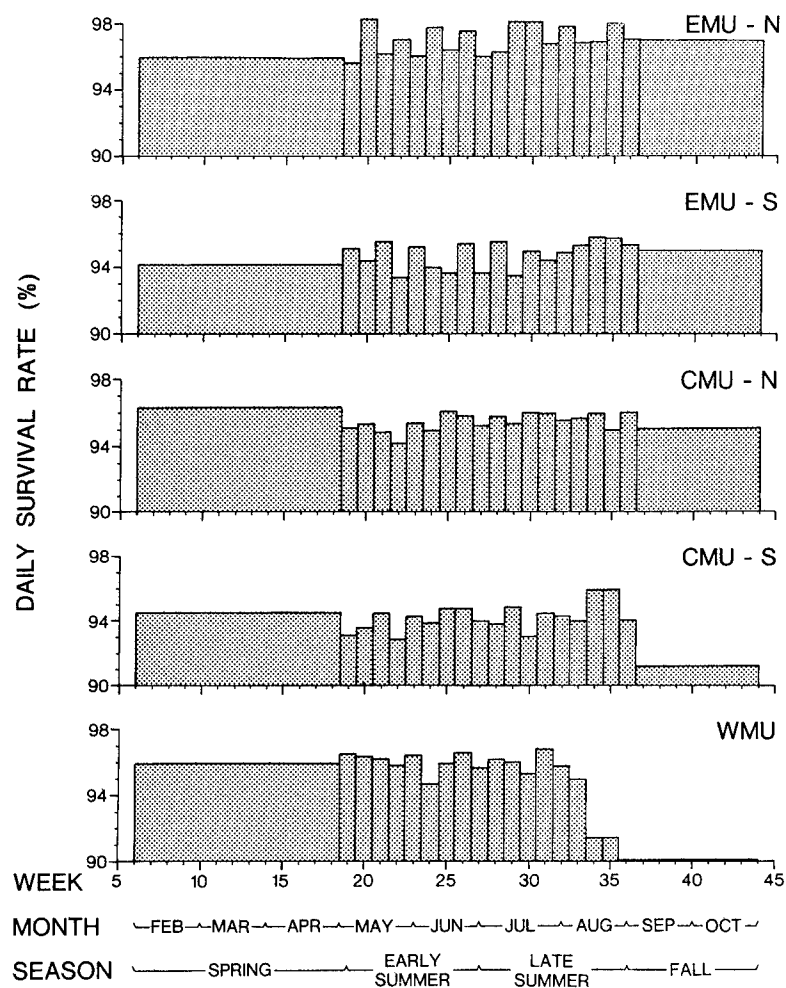 EMU - N
98
94
90
EMU - S
98
94
90
CMU - N
98
94
90
CMU - S
98
94
90
WMU
98
94
90
DAILY SURVIVAL RATE (%)
WEEK 5 10 15 20 25 30 35 40 45
MONTH FEB MAR APR MAY JUN JUL AUG SEP OCT
SEASON SPRING EARLY SUMMER LATE SUMMER FALL